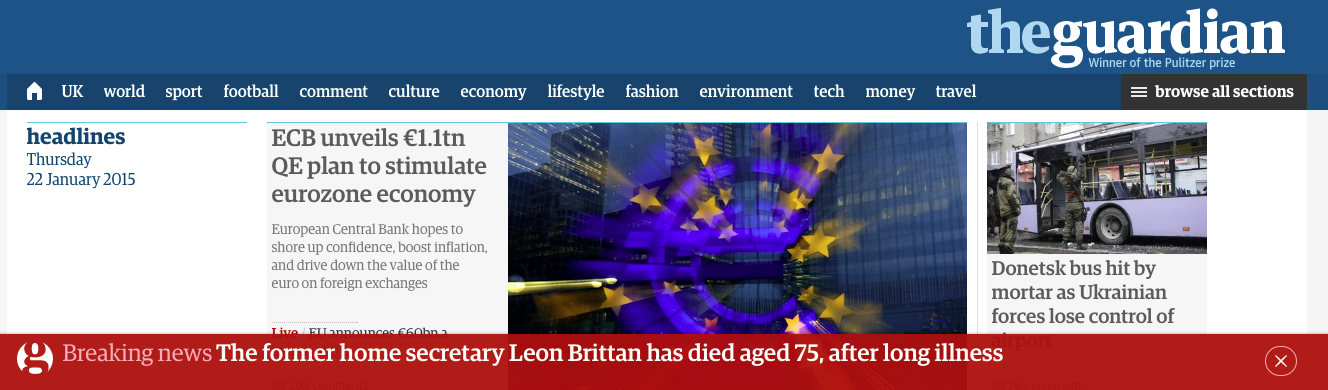 theguardian
Winner of the Pulitzer prize
UK world sport football comment culture economy lifestyle fashion environment tech money travel
browse all sections
headlines
Thursday
22 January 2015
ECB unveils €1.1tn
QE plan to stimulate
eurozone economy
European Central Bank hopes to
shore up confidence, boost inflation,
and drive down the value of the
euro on foreign exchanges
Live / EU announces €60bn a
Donetsk bus hit by
mortar as Ukrainian
forces lose control of
airport
Breaking news The former home secretary Leon Brittan has died aged 75, after long illness